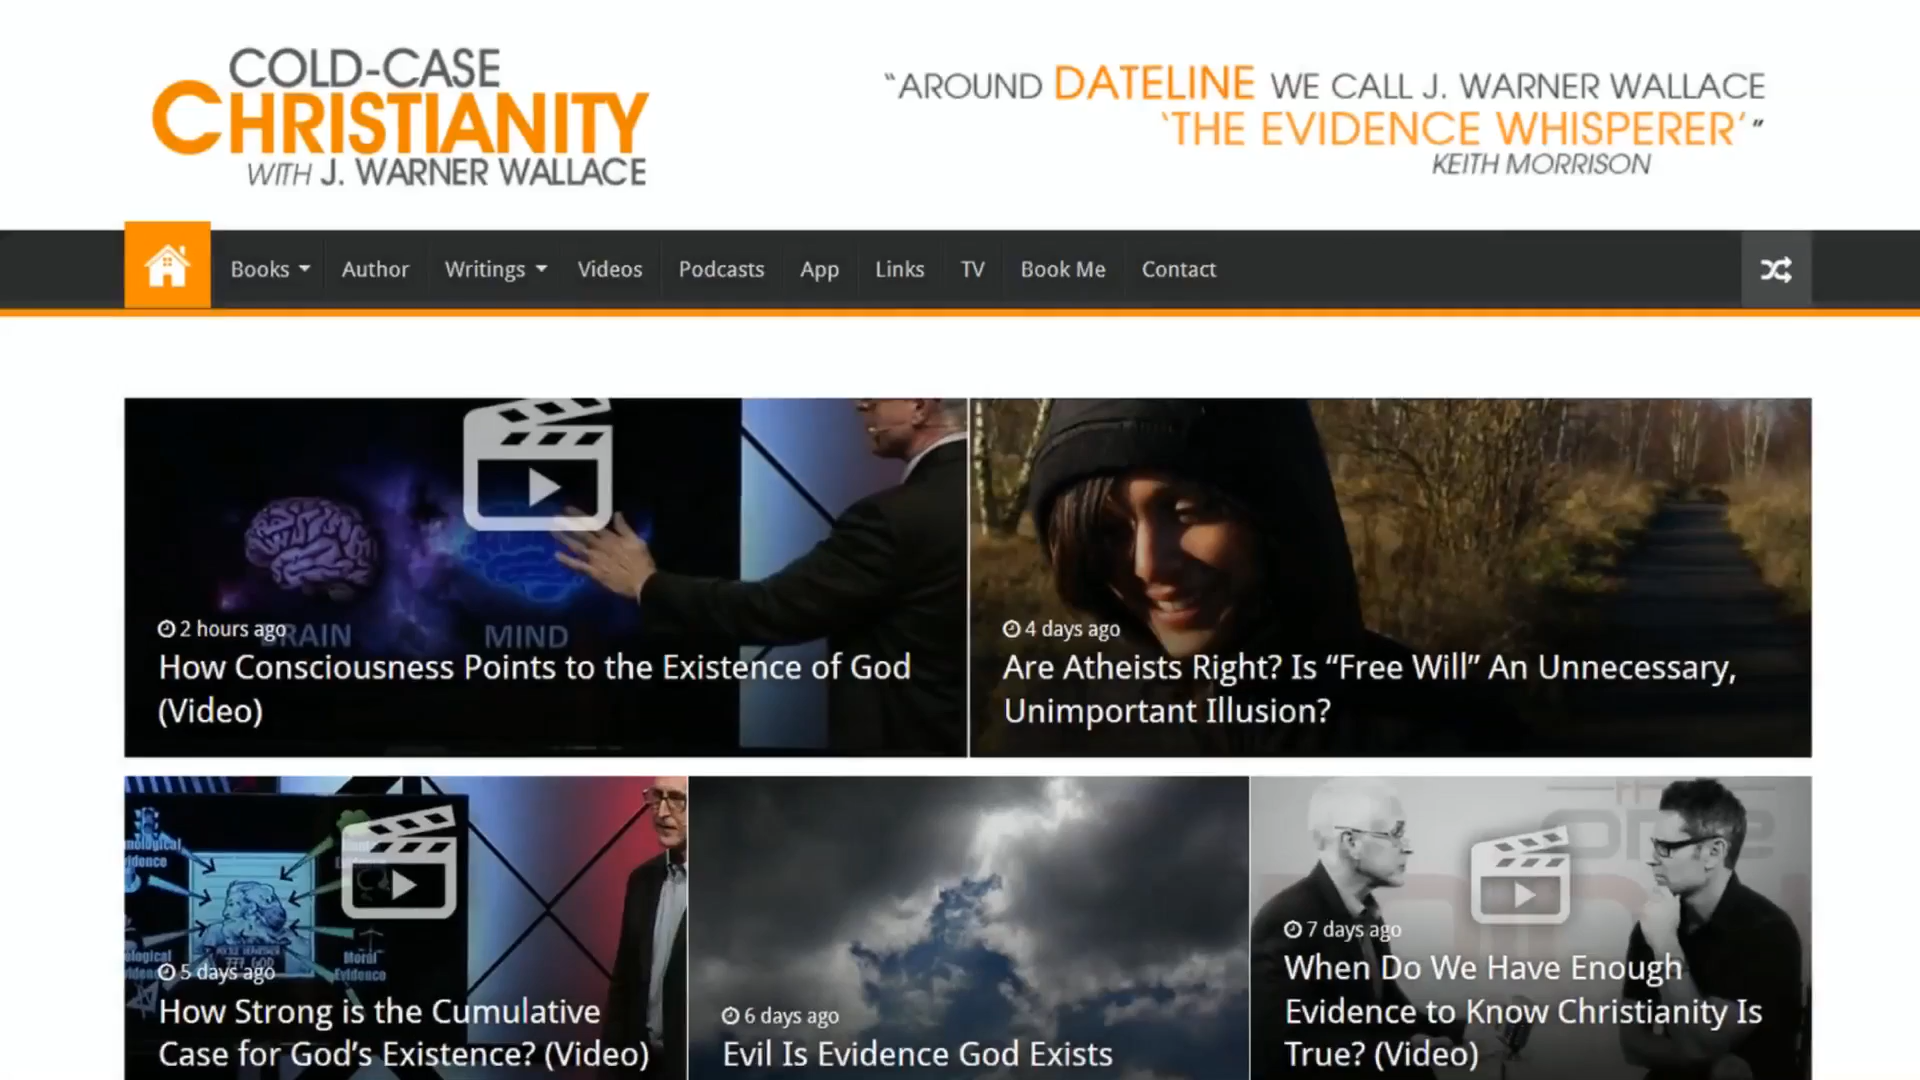 COLD-CASE
CHRISTIANITY
WITH J. WARNER WALLACE
“AROUND DATELINE WE CALL J. WARNER WALLACE
‘THE EVIDENCE WHISPERER’”
KEITH MORRISON
Books Author Writings Videos Podcasts App Links TV Book Me Contact
BRAIN MIND
2 hours ago
How Consciousness Points to the Existence of God
(Video)
4 days ago
Are Atheists Right? Is “Free Will” An Unnecessary,
Unimportant Illusion?
Evidence
Moral
Evidence
5 days ago
How Strong is the Cumulative
Case for God’s Existence? (Video)
6 days ago
Evil Is Evidence God Exists
7 days ago
When Do We Have Enough
Evidence to Know Christianity Is
True? (Video)